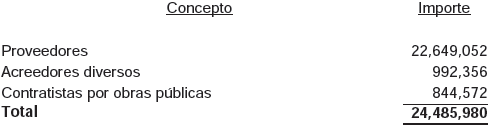 Concepto Importe
Proveedores 22,649,052
Acreedores diversos 992,356
Contratistas por obras públicas 844,572
Total 24,485,980